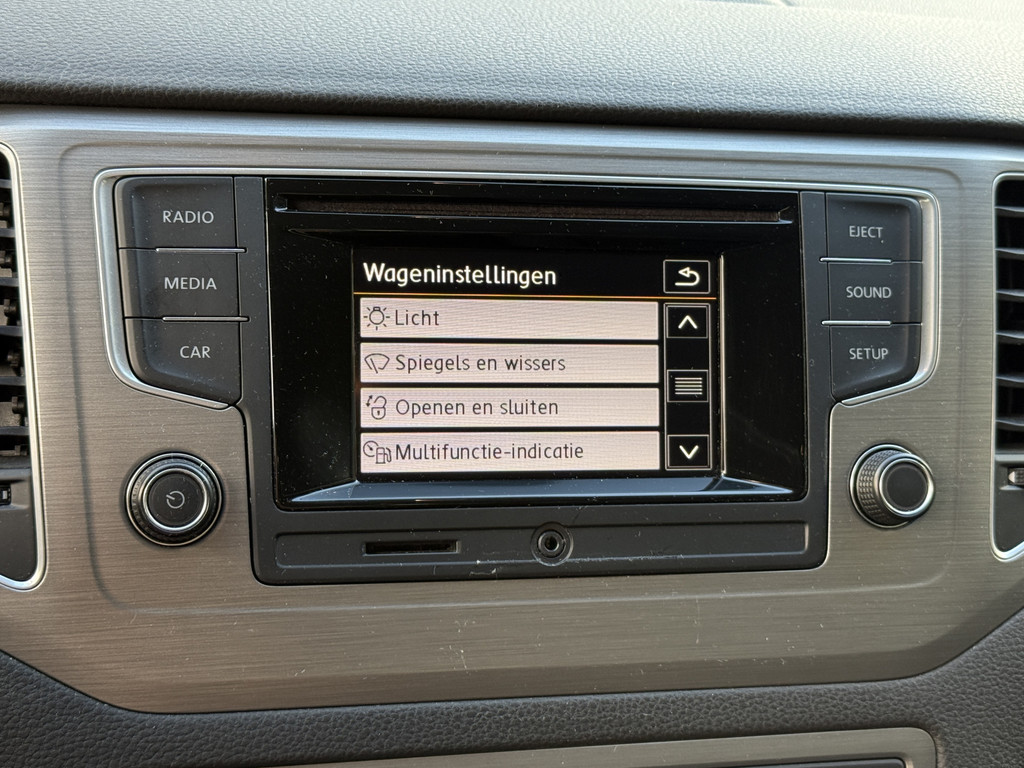 RADIO
MEDIA
CAR
Wageninstellingen
Licht
Spiegels en wissers
Openen en sluiten
Multifunctie-indicatie
EJECT
SOUND
SETUP